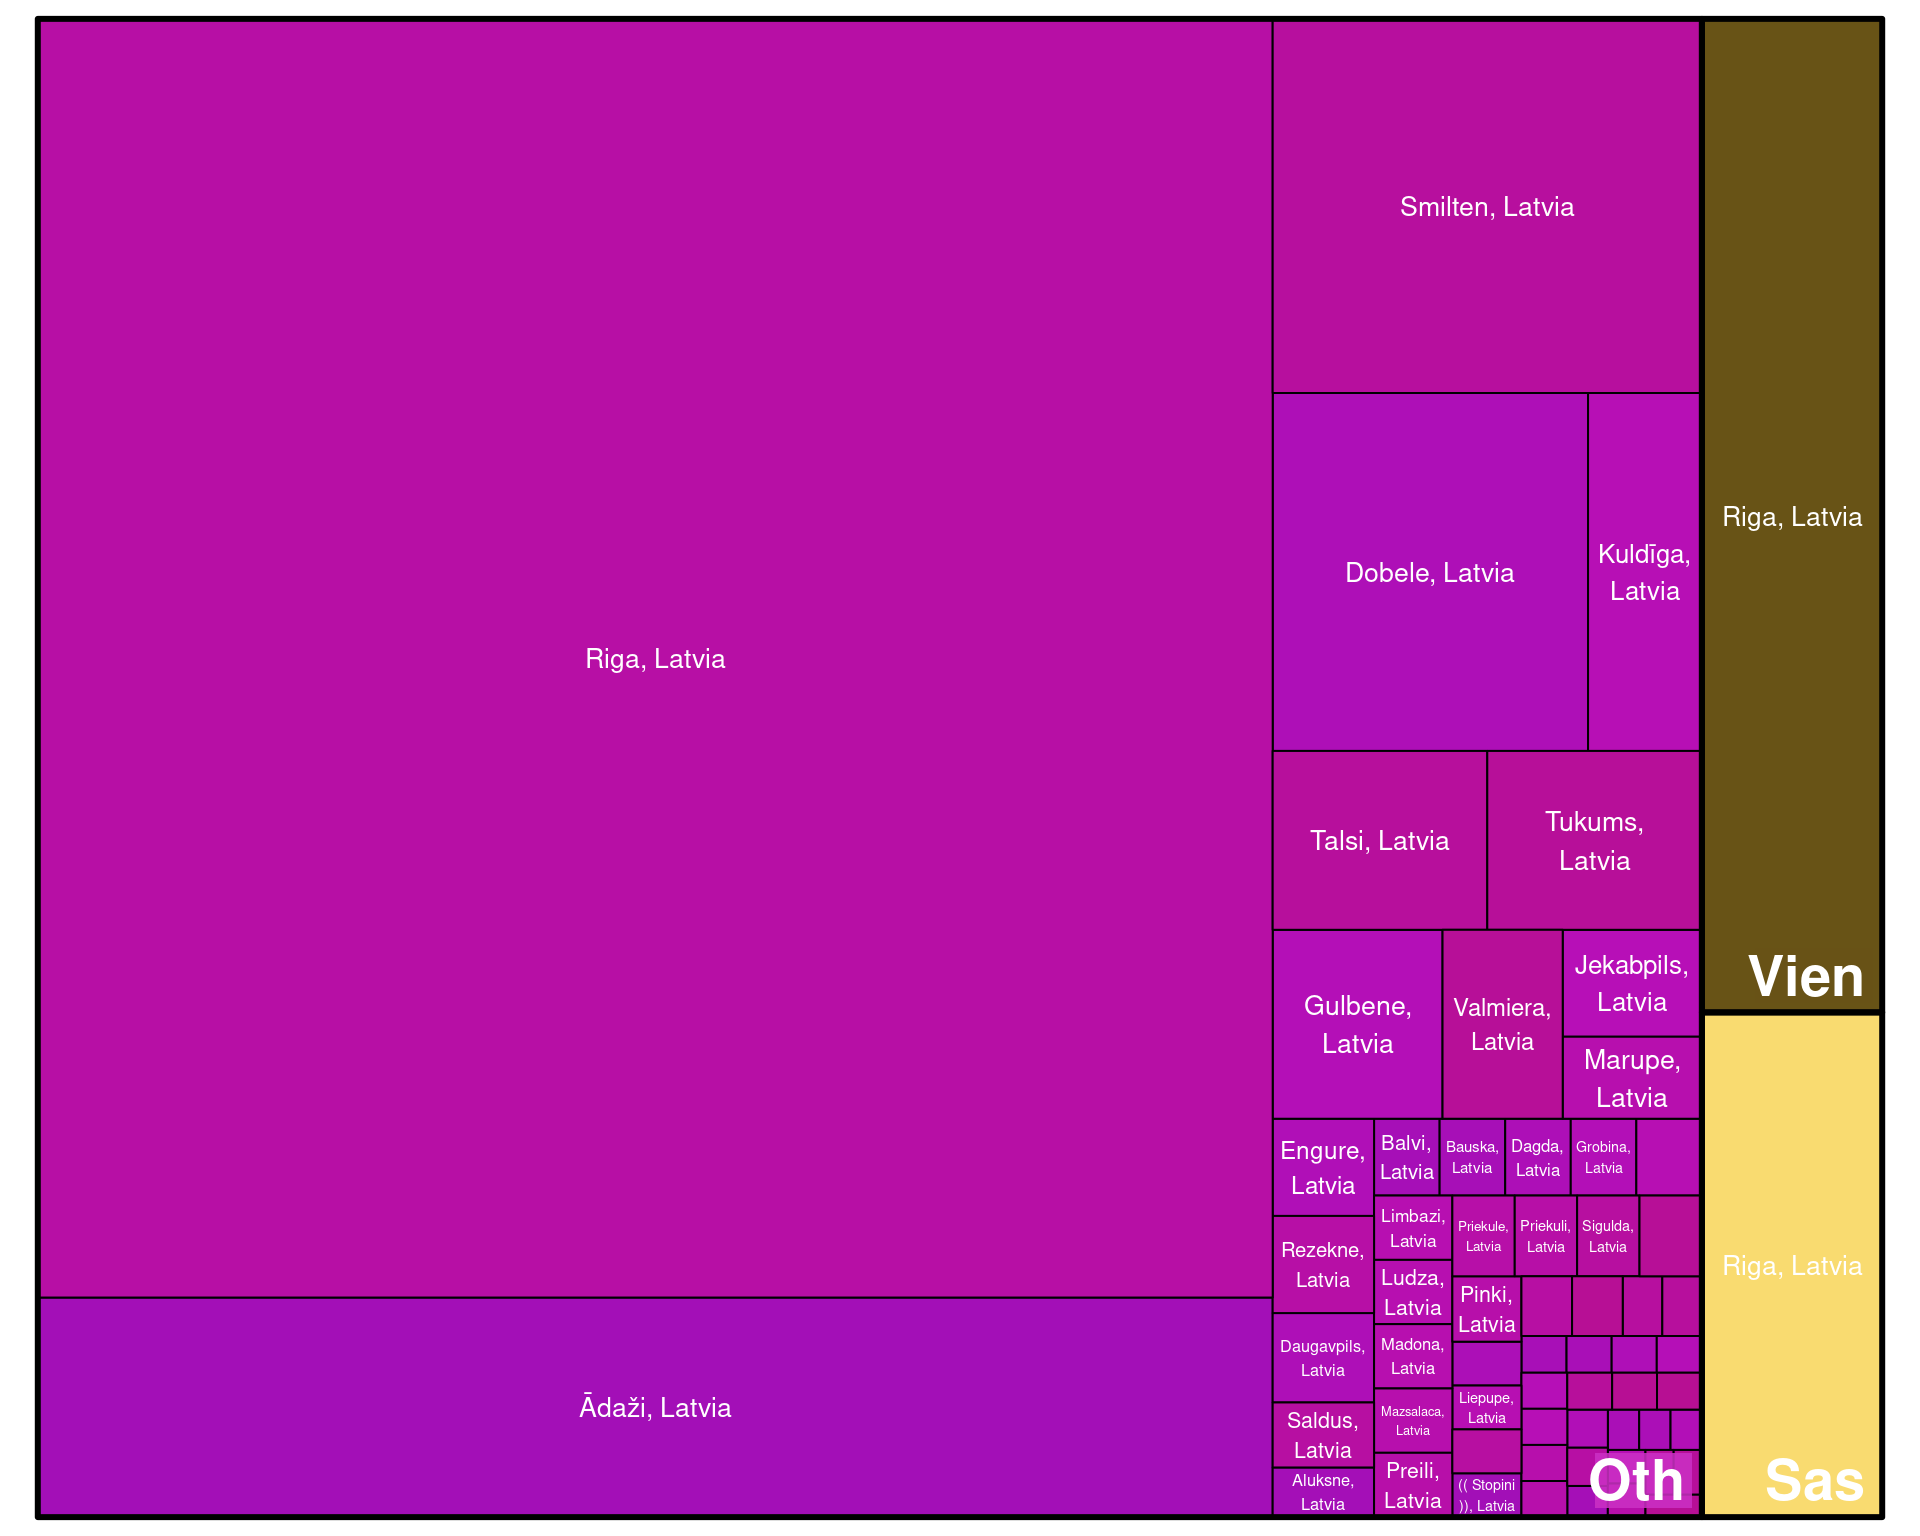 Riga, Latvia
Ādaži, Latvia
Smilten, Latvia
Dobele, Latvia
Kuldīga,
Latvia
Talsi, Latvia
Tukums,
Latvia
Gulbene,
Latvia
Valmiera,
Latvia
Jekabpils,
Latvia
Marupe,
Latvia
Engure,
Latvia
Rezekne,
Latvia
Daugavpils,
Latvia
Saldus,
Latvia
Aluksne,
Latvia
Balvi,
Latvia
Bauska,
Latvia
Dagda,
Latvia
Grobina,
Latvia
Limbazi,
Latvia
Ludza,
Latvia
Madona,
Latvia
Mazsalaca,
Latvia
Preili,
Latvia
Priekule,
Latvia
Priekuli,
Latvia
Sigulda,
Latvia
Pinki,
Latvia
Liepupe,
Latvia
(( Stopini
)), Latvia
Oth
Riga, Latvia
Vien
Riga, Latvia
Sas